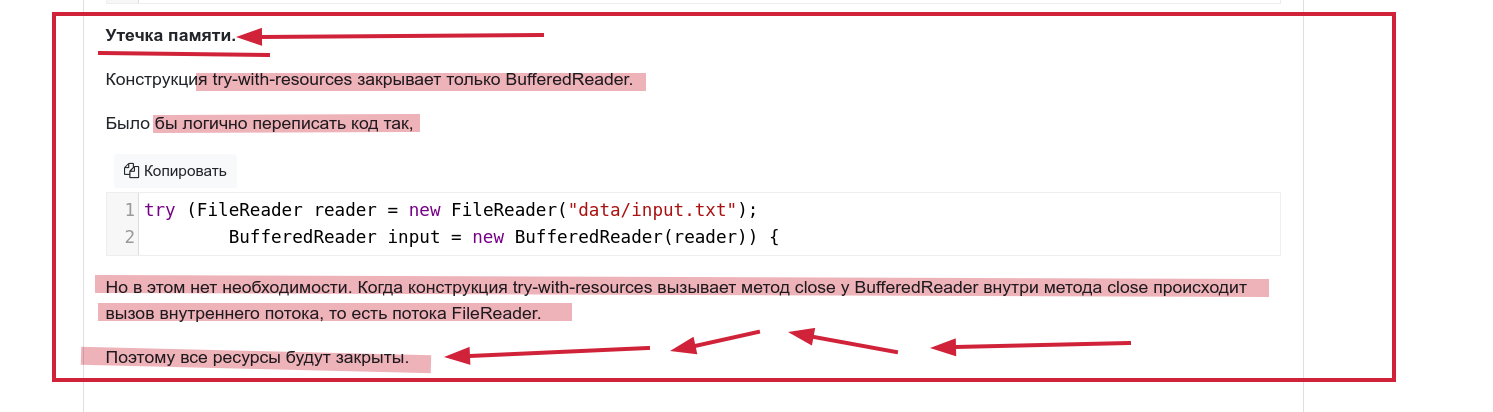 Утечка памяти.
Конструкция try-with-resources закрывает только BufferedReader.
Было бы логично переписать код так,
Копировать
1 try (FileReader reader = new FileReader("data/input.txt");
2         BufferedReader input = new BufferedReader(reader)) {
Но в этом нет необходимости. Когда конструкция try-with-resources вызывает метод close у BufferedReader внутри метода close происходит
вызов внутреннего потока, то есть потока FileReader.
Поэтому все ресурсы будут закрыты.